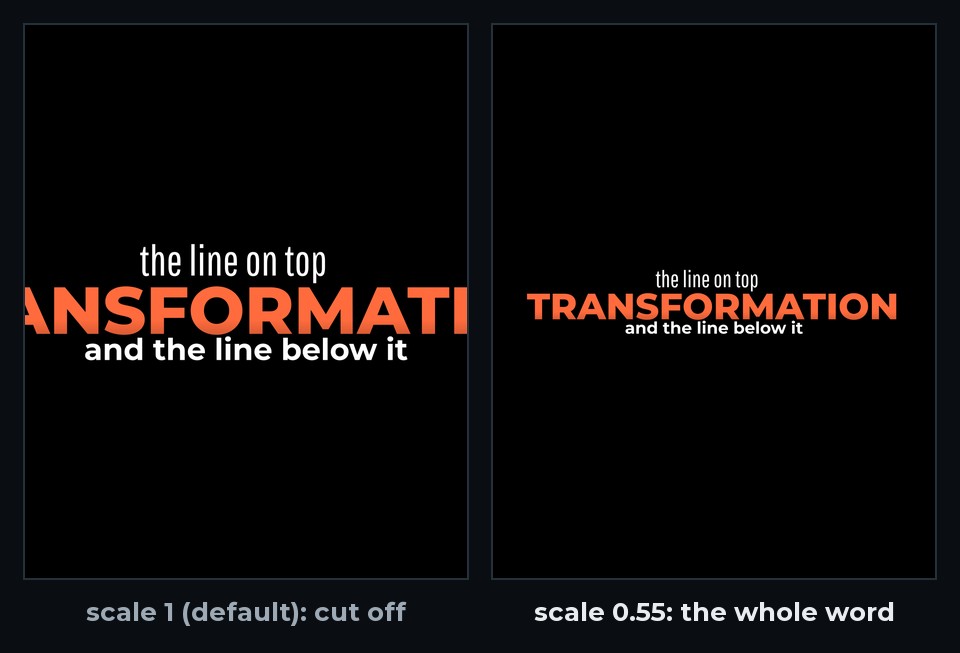 the line on top
ANSFORMATI
and the line below it
scale 1 (default): cut off
the line on top
TRANSFORMATION
and the line below it
scale 0.55: the whole word